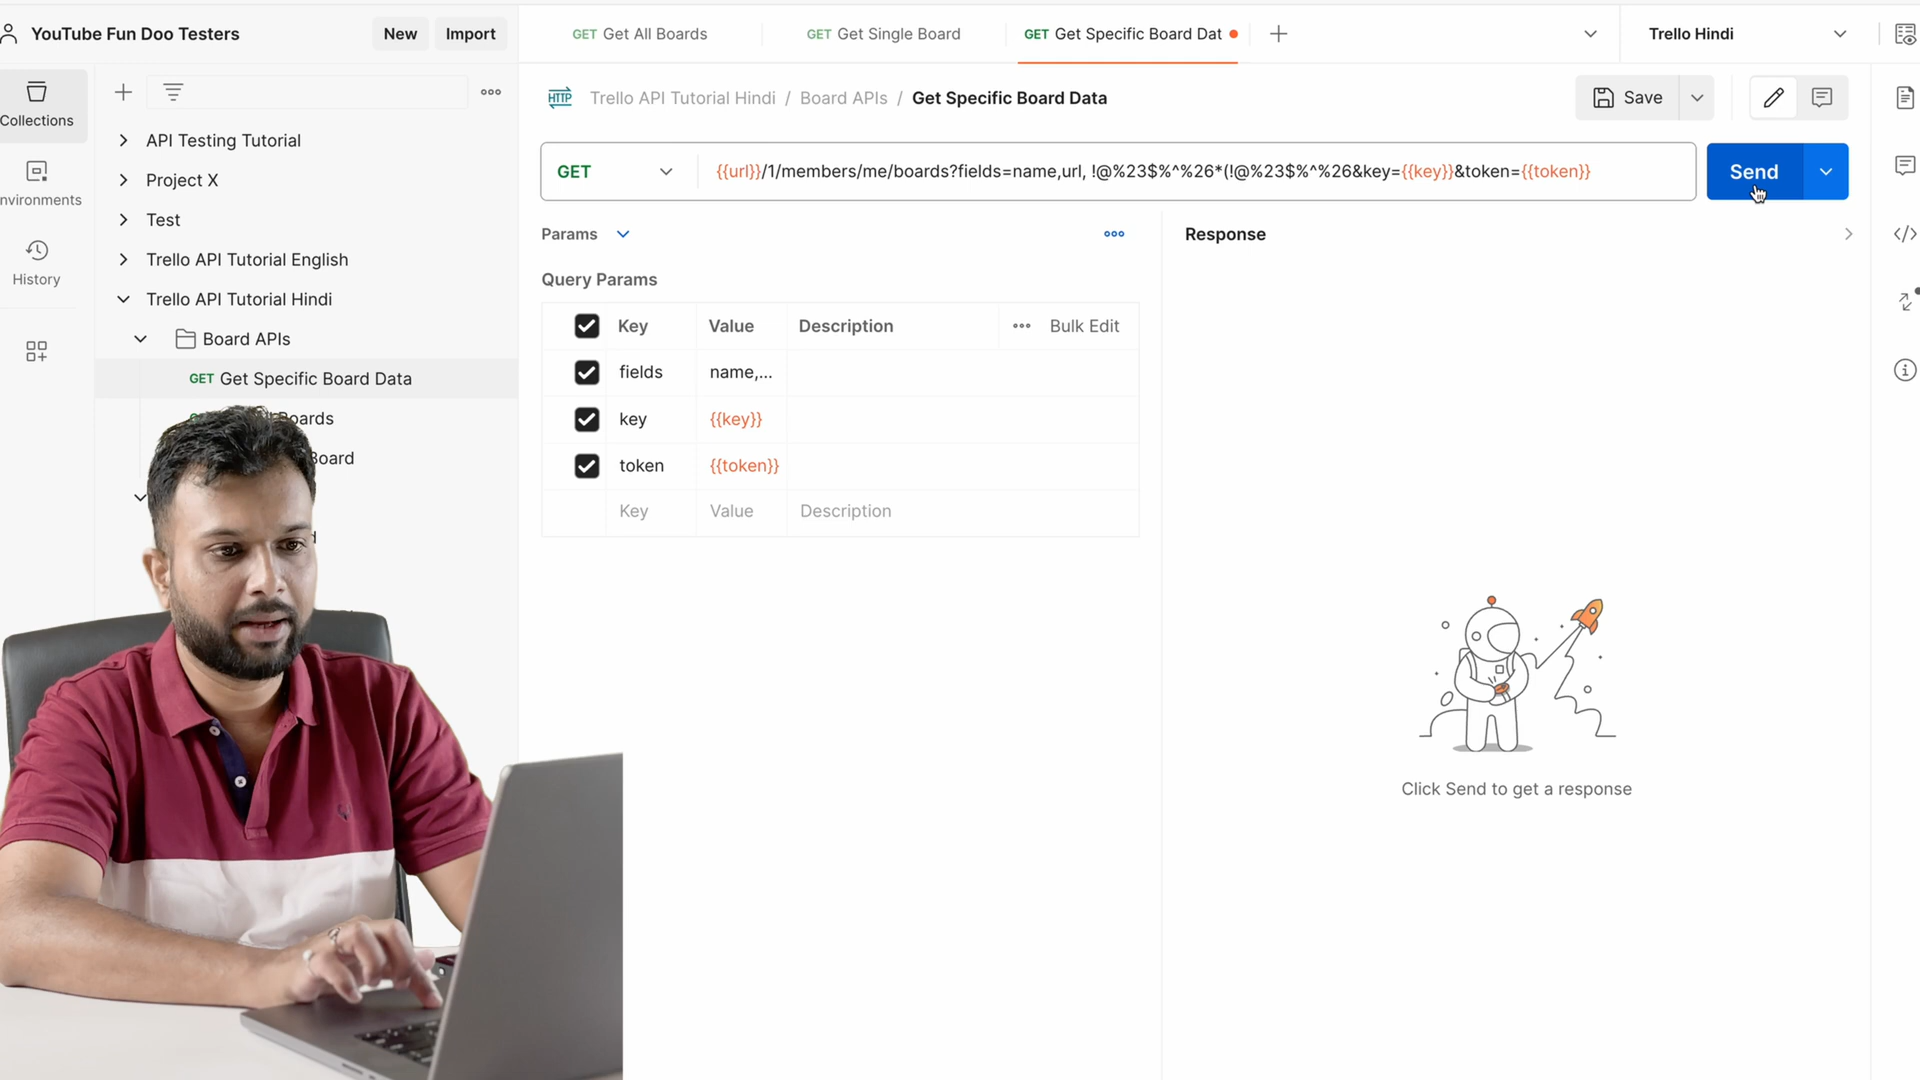 YouTube Fun Doo Testers
New
Import
GET Get All Boards
GET Get Single Board
GET Get Specific Board Dat
Trello Hindi
Collections
nvironments
History
API Testing Tutorial
Project X
Test
Trello API Tutorial English
Trello API Tutorial Hindi
Board APIs
GET Get Specific Board Data
Boards
Board
HTTP Trello API Tutorial Hindi / Board APIs / Get Specific Board Data
Save
GET
{{url}}/1/members/me/boards?fields=name,url, !@%23$%^%26*(!@%23$%^%26&key={{key}}&token={{token}}
Send
Params
Response
Query Params
Key Value Description Bulk Edit
fields name,...
key {{key}}
token {{token}}
Key Value Description
Click Send to get a response